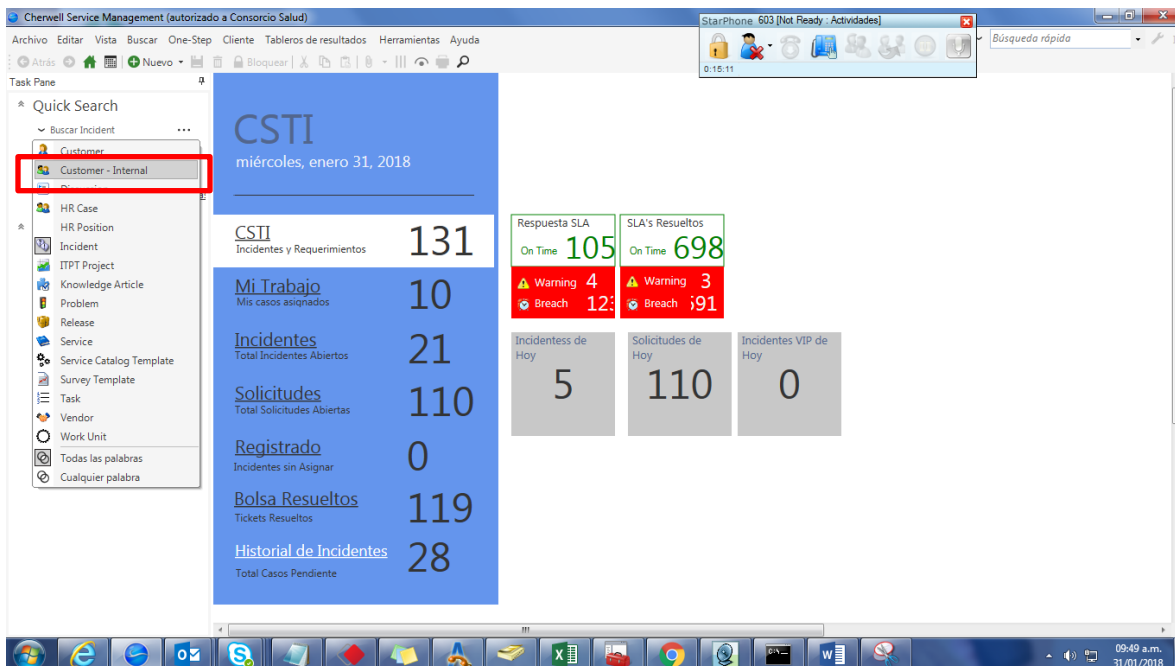 Cherwell Service Management (autorizado a Consorcio Salud)
StarPhone 603 [Not Ready : Actividades]
Archivo Editar Vista Buscar One-Step Cliente Tableros de resultados Herramientas Ayuda
Búsqueda rápida
Atrás Nuevo Bloquear
0:15:11
Task Pane
Quick Search
Buscar Incident
Customer
Customer - Internal
HR Case
HR Position
Incident
ITPT Project
Knowledge Article
Problem
Release
Service
Service Catalog Template
Survey Template
Task
Vendor
Work Unit
Todas las palabras
Cualquier palabra
CSTI
miércoles, enero 31, 2018
CSTI 131
Incidentes y Requerimientos
Mi Trabajo 10
Mis casos asignados
Incidentes 21
Total Incidentes Abiertos
Solicitudes 110
Total Solicitudes Abiertas
Registrado 0
Incidentes sin Asignar
Bolsa Resueltos 119
Tickets Resueltos
Historial de Incidentes 28
Total Casos Pendiente
Respuesta SLA
On Time 105
Warning 4
Breach
SLA's Resueltos
On Time 698
Warning 3
Breach
Incidentess de
Hoy
5
Solicitudes de
Hoy
110
Incidentes VIP de
Hoy
0
09:49 a.m.
31/01/2018